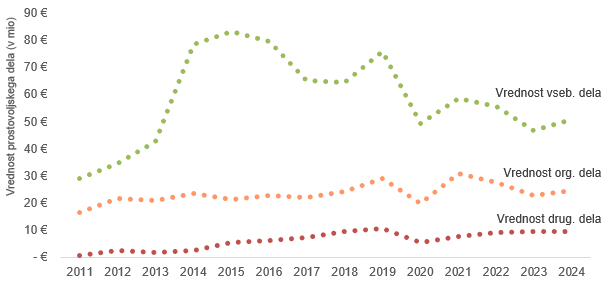 Vrednost prostovoljskega dela (v mio)
90 €
80 €
70 €
60 €
50 €
40 €
30 €
20 €
10 €
- €
Vrednost vseb. dela
Vrednost org. dela
Vrednost drug. dela
2011 2012 2013 2014 2015 2016 2017 2018 2019 2020 2021 2022 2023 2024